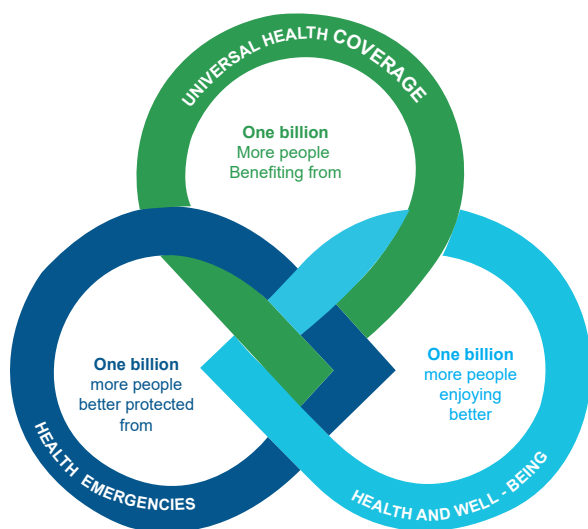 UNIVERSAL HEALTH COVERAGE
One billion
More people
Benefiting from
One billion
more people
better protected
from
HEALTH EMERGENCIES
One billion
more people
enjoying
better
HEALTH AND WELL - BEING